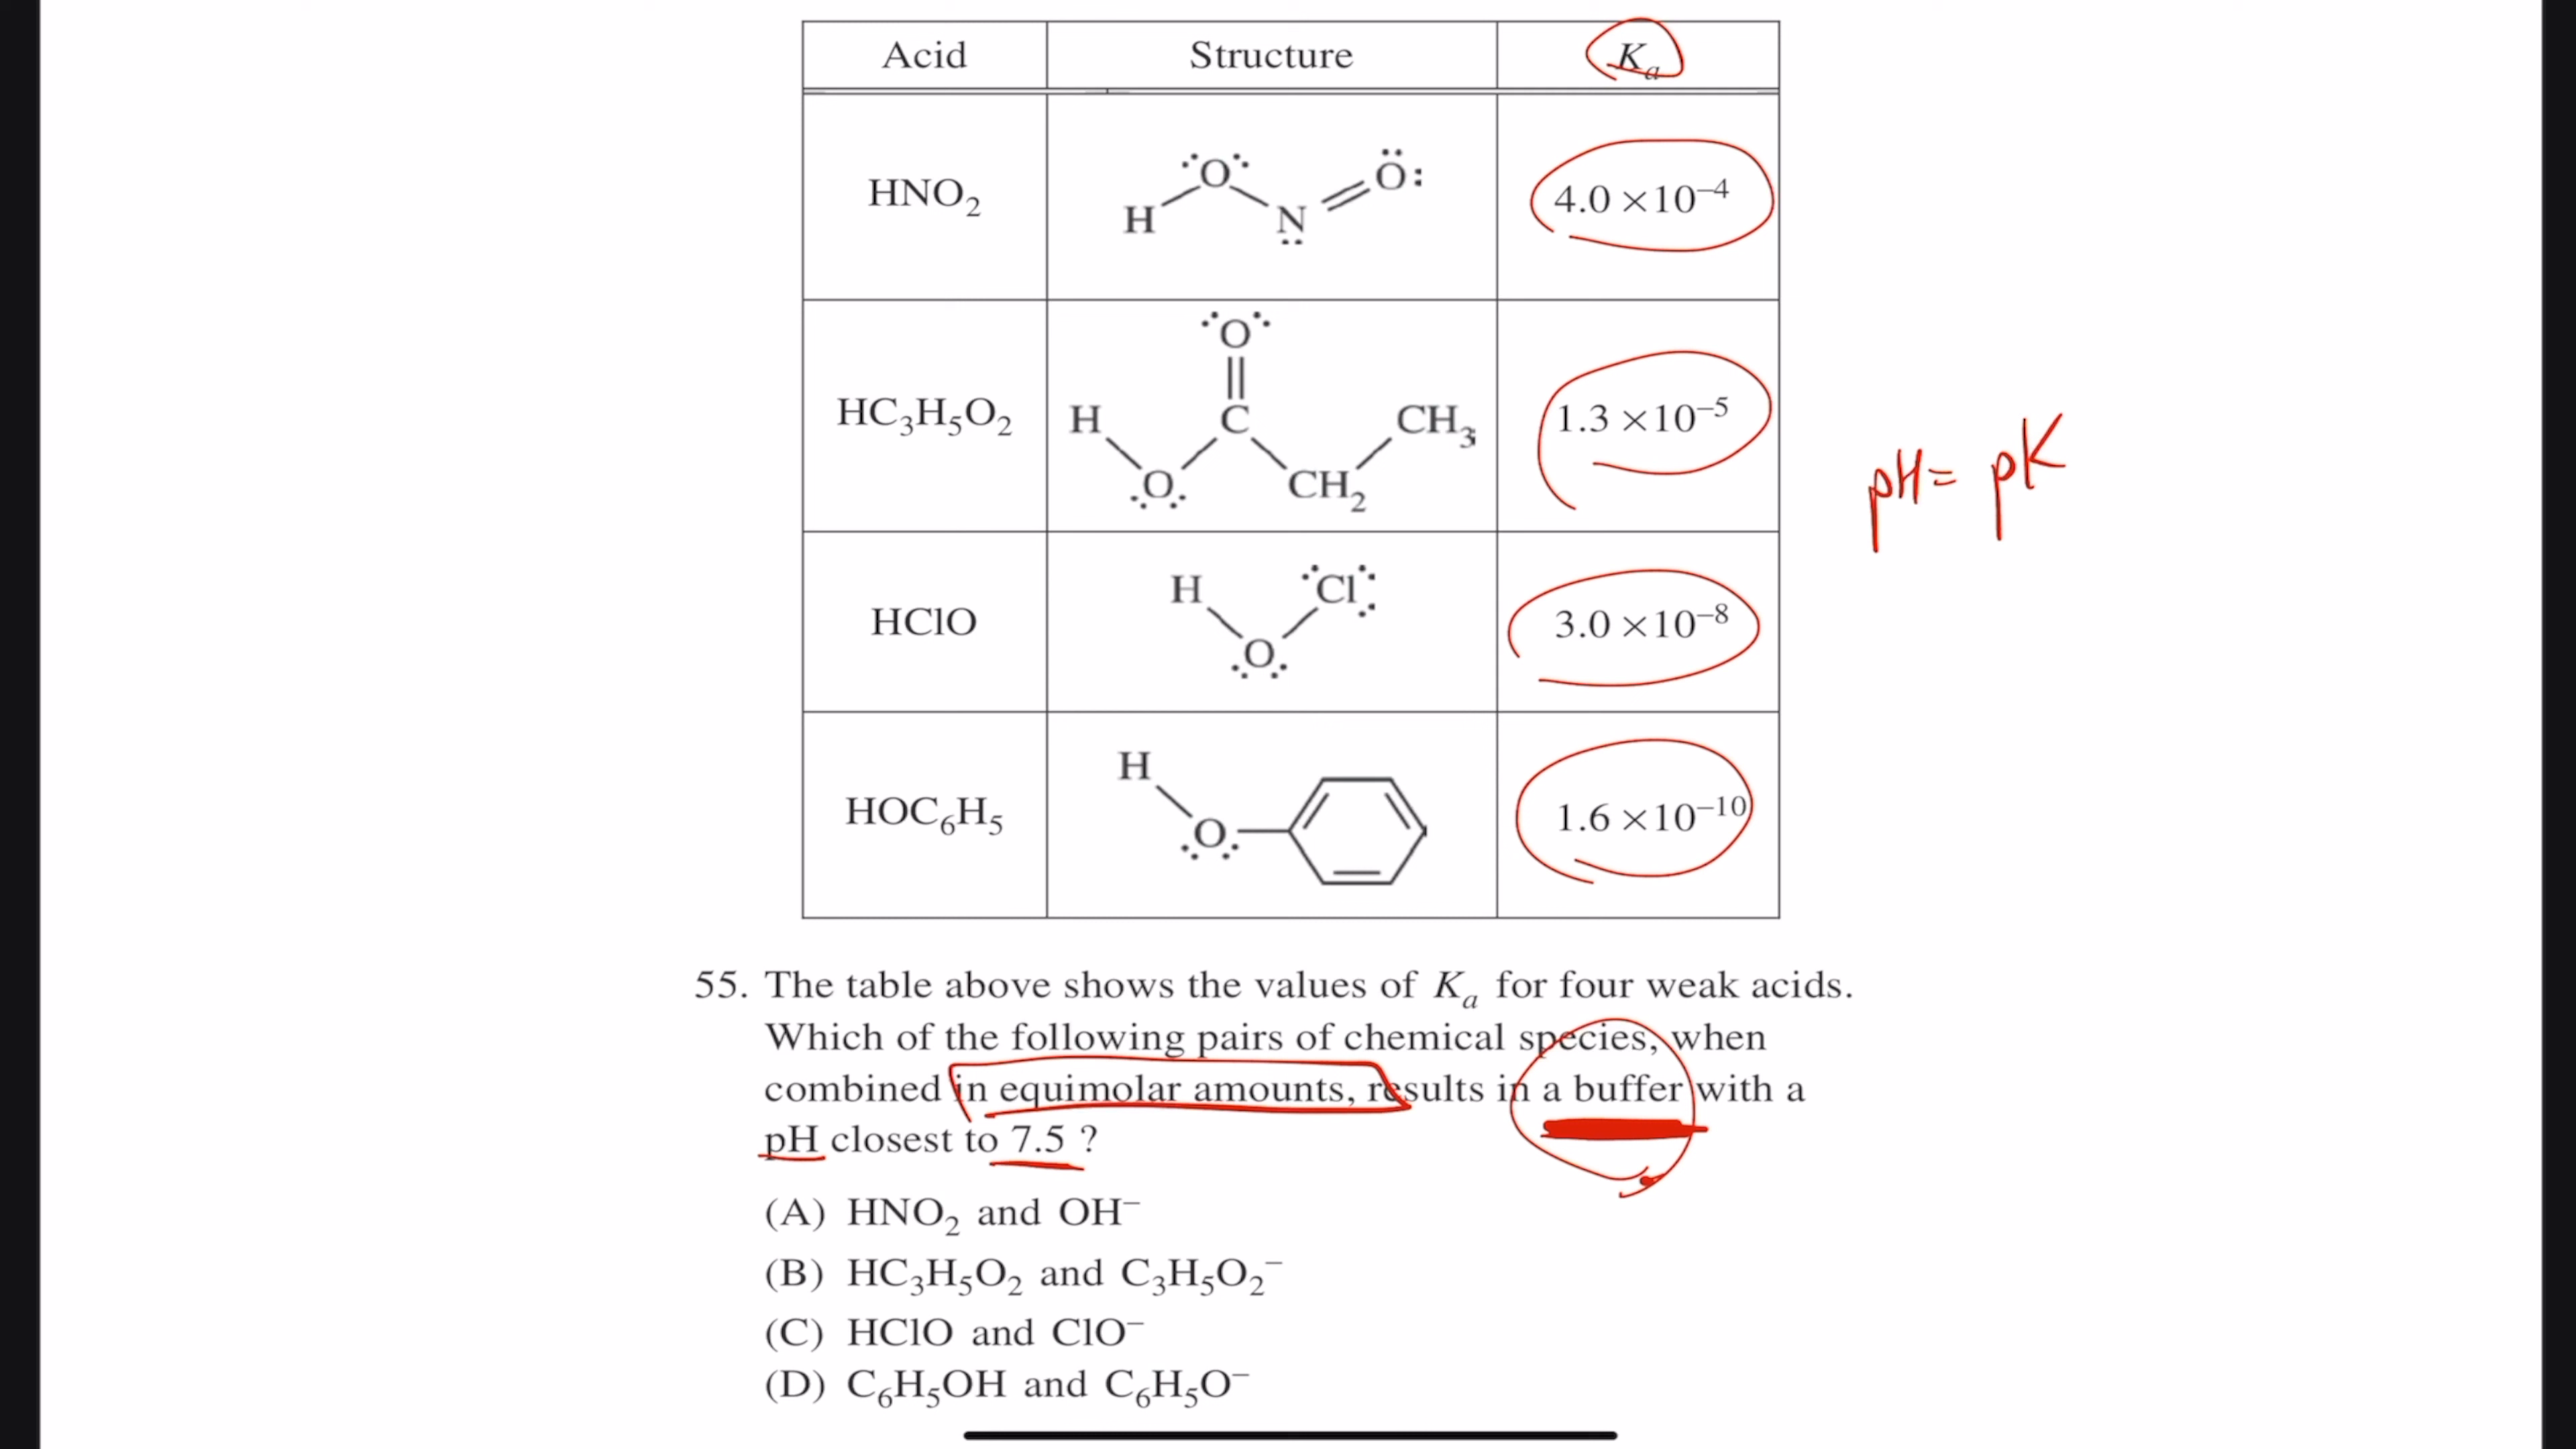 Acid Structure Kₐ
HNO₂ H O N O 4.0 ×10⁻⁴
HC₃H₅O₂ H O C O CH₂ CH₃ 1.3 ×10⁻⁵
pH= pK
HClO H O Cl 3.0 ×10⁻⁸
HOC₆H₅ H O 1.6 ×10⁻¹⁰
55. The table above shows the values of Kₐ for four weak acids.
Which of the following pairs of chemical species, when
combined in equimolar amounts, results in a buffer with a
pH closest to 7.5 ?
(A) HNO₂ and OH⁻
(B) HC₃H₅O₂ and C₃H₅O₂⁻
(C) HClO and ClO⁻
(D) C₆H₅OH and C₆H₅O⁻